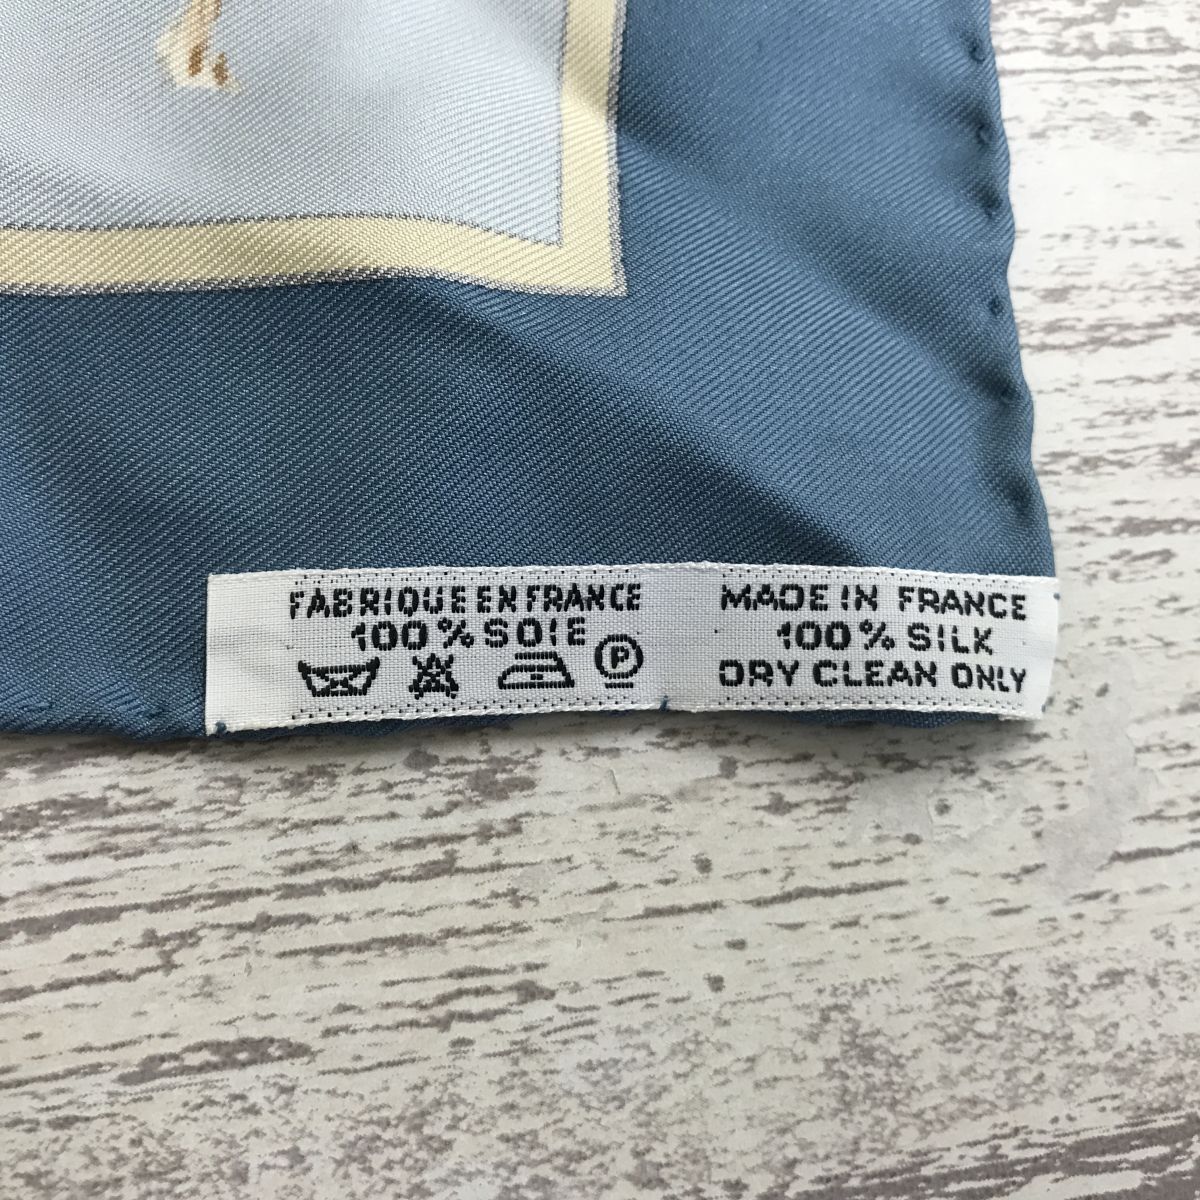 FABRIQUE EN FRANCE
100% SOIE
P
MADE IN FRANCE
100% SILK
DRY CLEAN ONLY